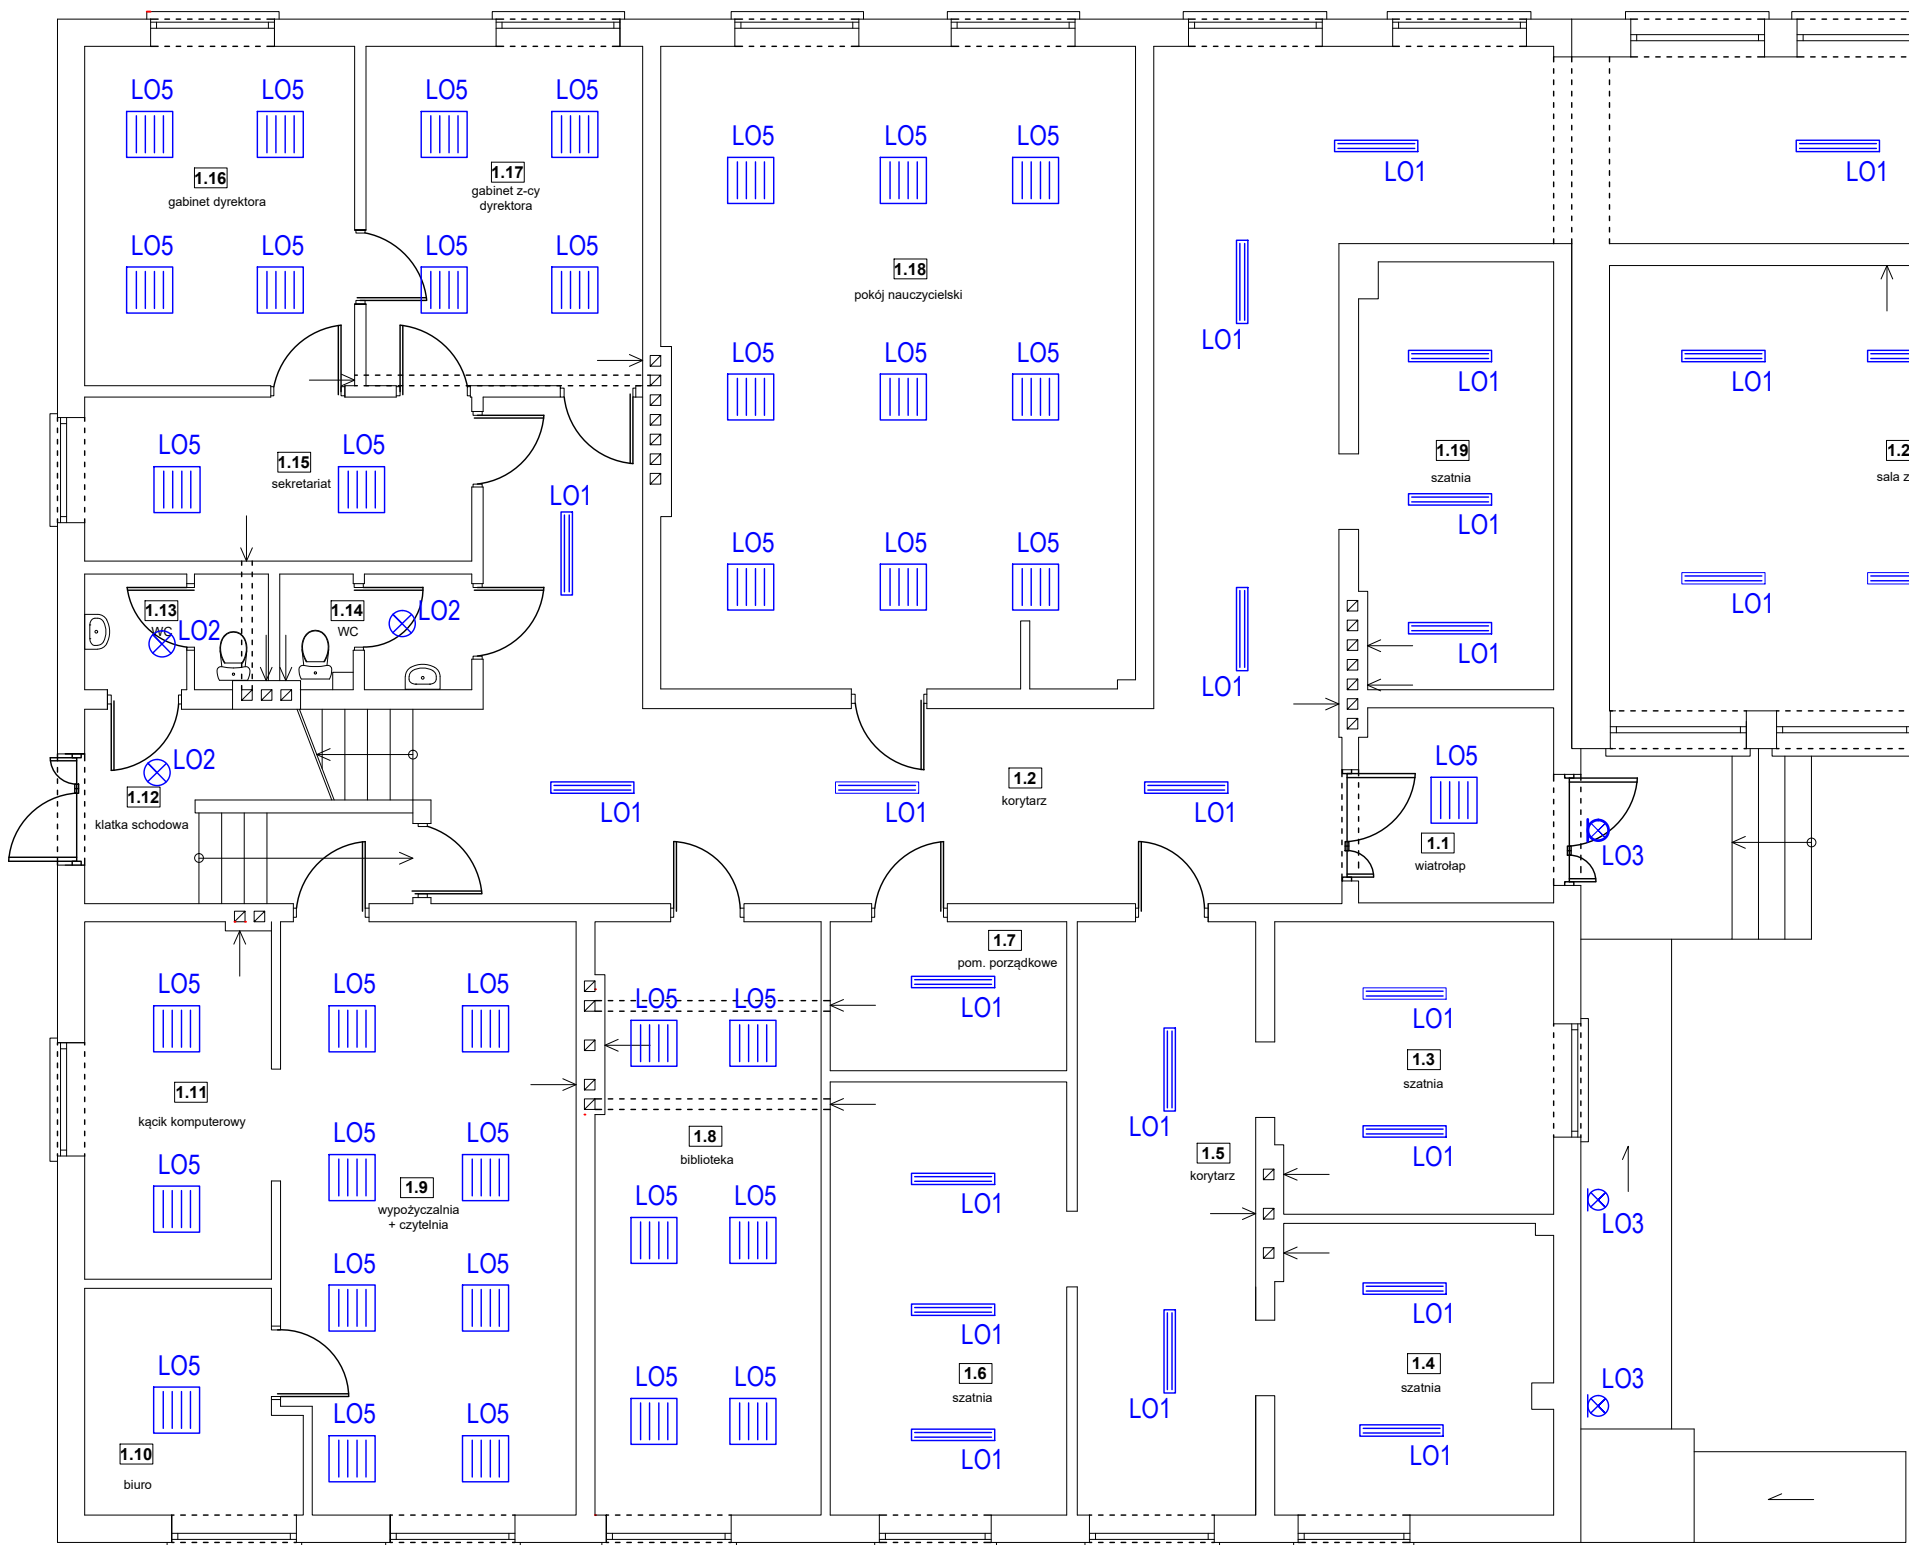 LO5 LO5 LO5 LO5
LO5 LO5 LO5
LO1 LO1
1.16
gabinet dyrektora
1.17
gabinet z-cy
dyrektora
LO5 LO5 LO5 LO5
1.18
pokój nauczycielski
LO1
LO5 LO5 LO5
LO1 LO1
LO5 LO5
1.15
sekretariat
1.19
szatnia
1.2
sala z
LO1
LO1
LO5 LO5 LO5
1.13
WC
LO2
1.14
WC
LO2
LO1
LO1
LO1
LO2
1.12
klatka schodowa
LO1 LO1 LO1
1.2
korytarz
LO5
1.1
wiatrołap
LO3
1.7
pom. porządkowe
LO5 LO5 LO5 LO5 LO5
LO1 LO1
1.11
kącik komputerowy
1.3
szatnia
LO5 LO5
LO1 LO1
1.8
biblioteka
1.5
korytarz
LO5
1.9
wypożyczalnia
+ czytelnia
LO5 LO5
LO1
LO3
LO5 LO5
LO1 LO1
1.6
szatnia
1.4
szatnia
LO5 LO5 LO5
LO3
LO5 LO5
LO1
LO1 LO1
1.10
biuro